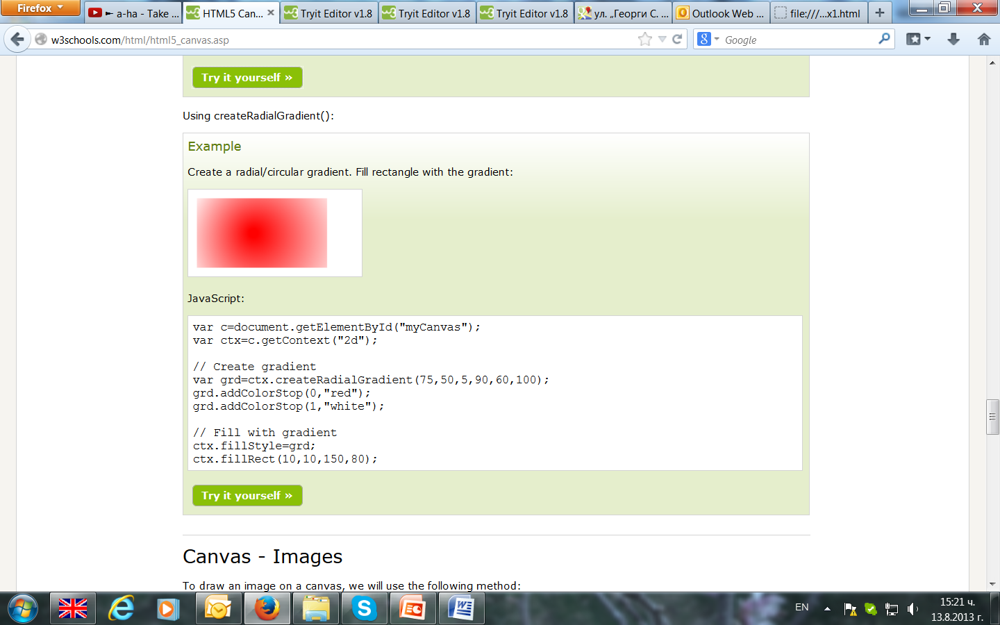 Firefox
a-ha - Take ...
HTML5 Can...
Tryit Editor v1.8
Tryit Editor v1.8
Tryit Editor v1.8
ул. „Георги С. ...
Outlook Web ...
file:///...x1.html
w3schools.com/html/html5_canvas.asp
Google
Try it yourself »
Using createRadialGradient():
Example
Create a radial/circular gradient. Fill rectangle with the gradient:
JavaScript:
var c=document.getElementById("myCanvas");
var ctx=c.getContext("2d");
// Create gradient
var grd=ctx.createRadialGradient(75,50,5,90,60,100);
grd.addColorStop(0,"red");
grd.addColorStop(1,"white");
// Fill with gradient
ctx.fillStyle=grd;
ctx.fillRect(10,10,150,80);
Try it yourself »
Canvas - Images
To draw an image on a canvas, we will use the following method:
EN
15:21 ч.
13.8.2013 г.